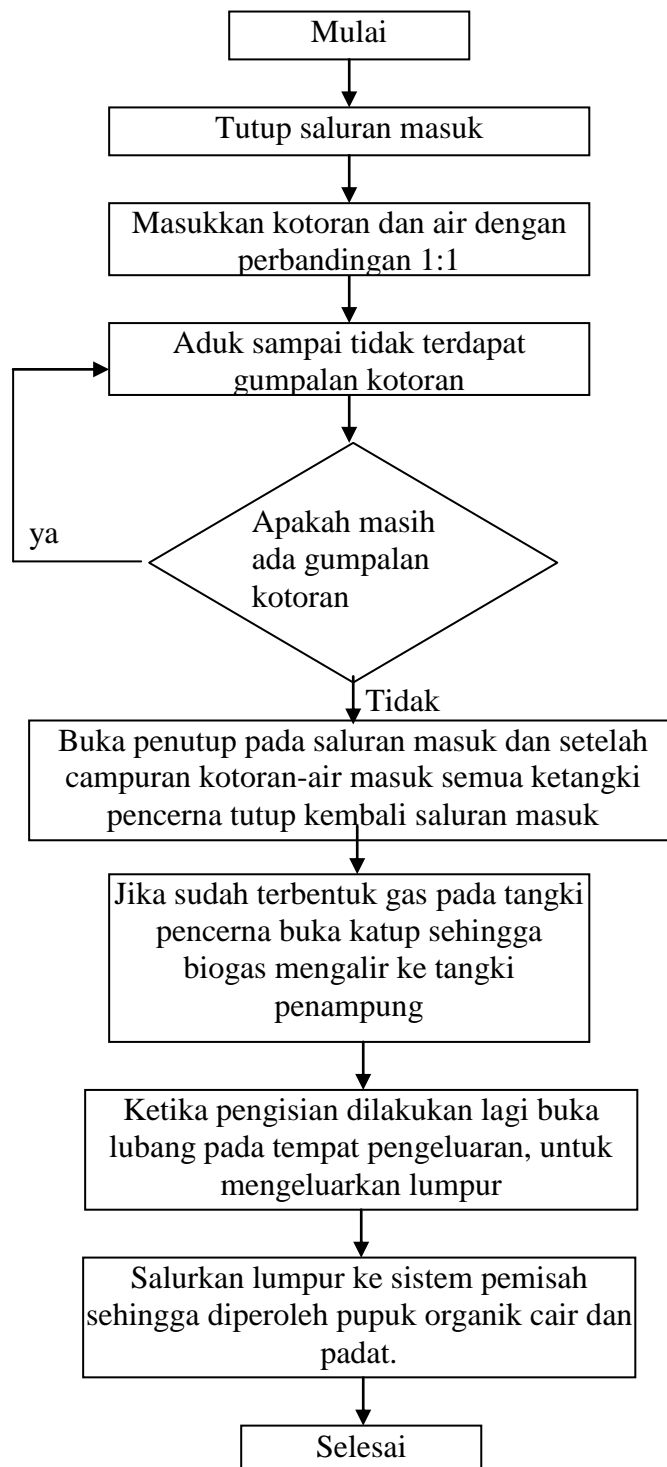 Mulai
Tutup saluran masuk
Masukkan kotoran dan air dengan
perbandingan 1:1
Aduk sampai tidak terdapat
gumpalan kotoran
Apakah masih
ada gumpalan
kotoran
ya
Tidak
Buka penutup pada saluran masuk dan setelah
campuran kotoran-air masuk semua ketangki
pencerna tutup kembali saluran masuk
Jika sudah terbentuk gas pada tangki
pencerna buka katup sehingga
biogas mengalir ke tangki
penampung
Ketika pengisian dilakukan lagi buka
lubang pada tempat pengeluaran, untuk
mengeluarkan lumpur
Salurkan lumpur ke sistem pemisah
sehingga diperoleh pupuk organik cair dan
padat.
Selesai